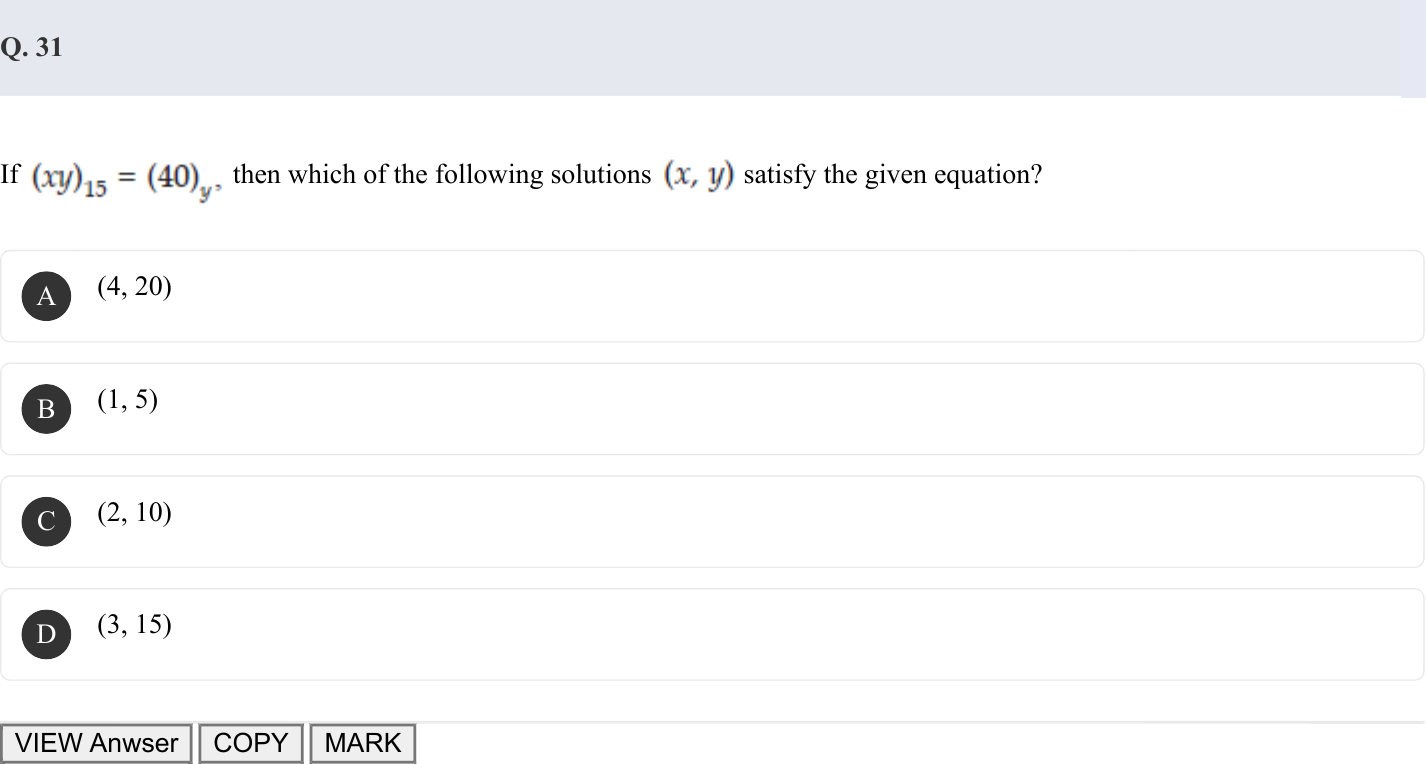 Q. 31
If (xy)₁₅ = (40)ᵧ, then which of the following solutions (x, y) satisfy the given equation?
A (4, 20)
B (1, 5)
C (2, 10)
D (3, 15)
VIEW Anwser COPY MARK